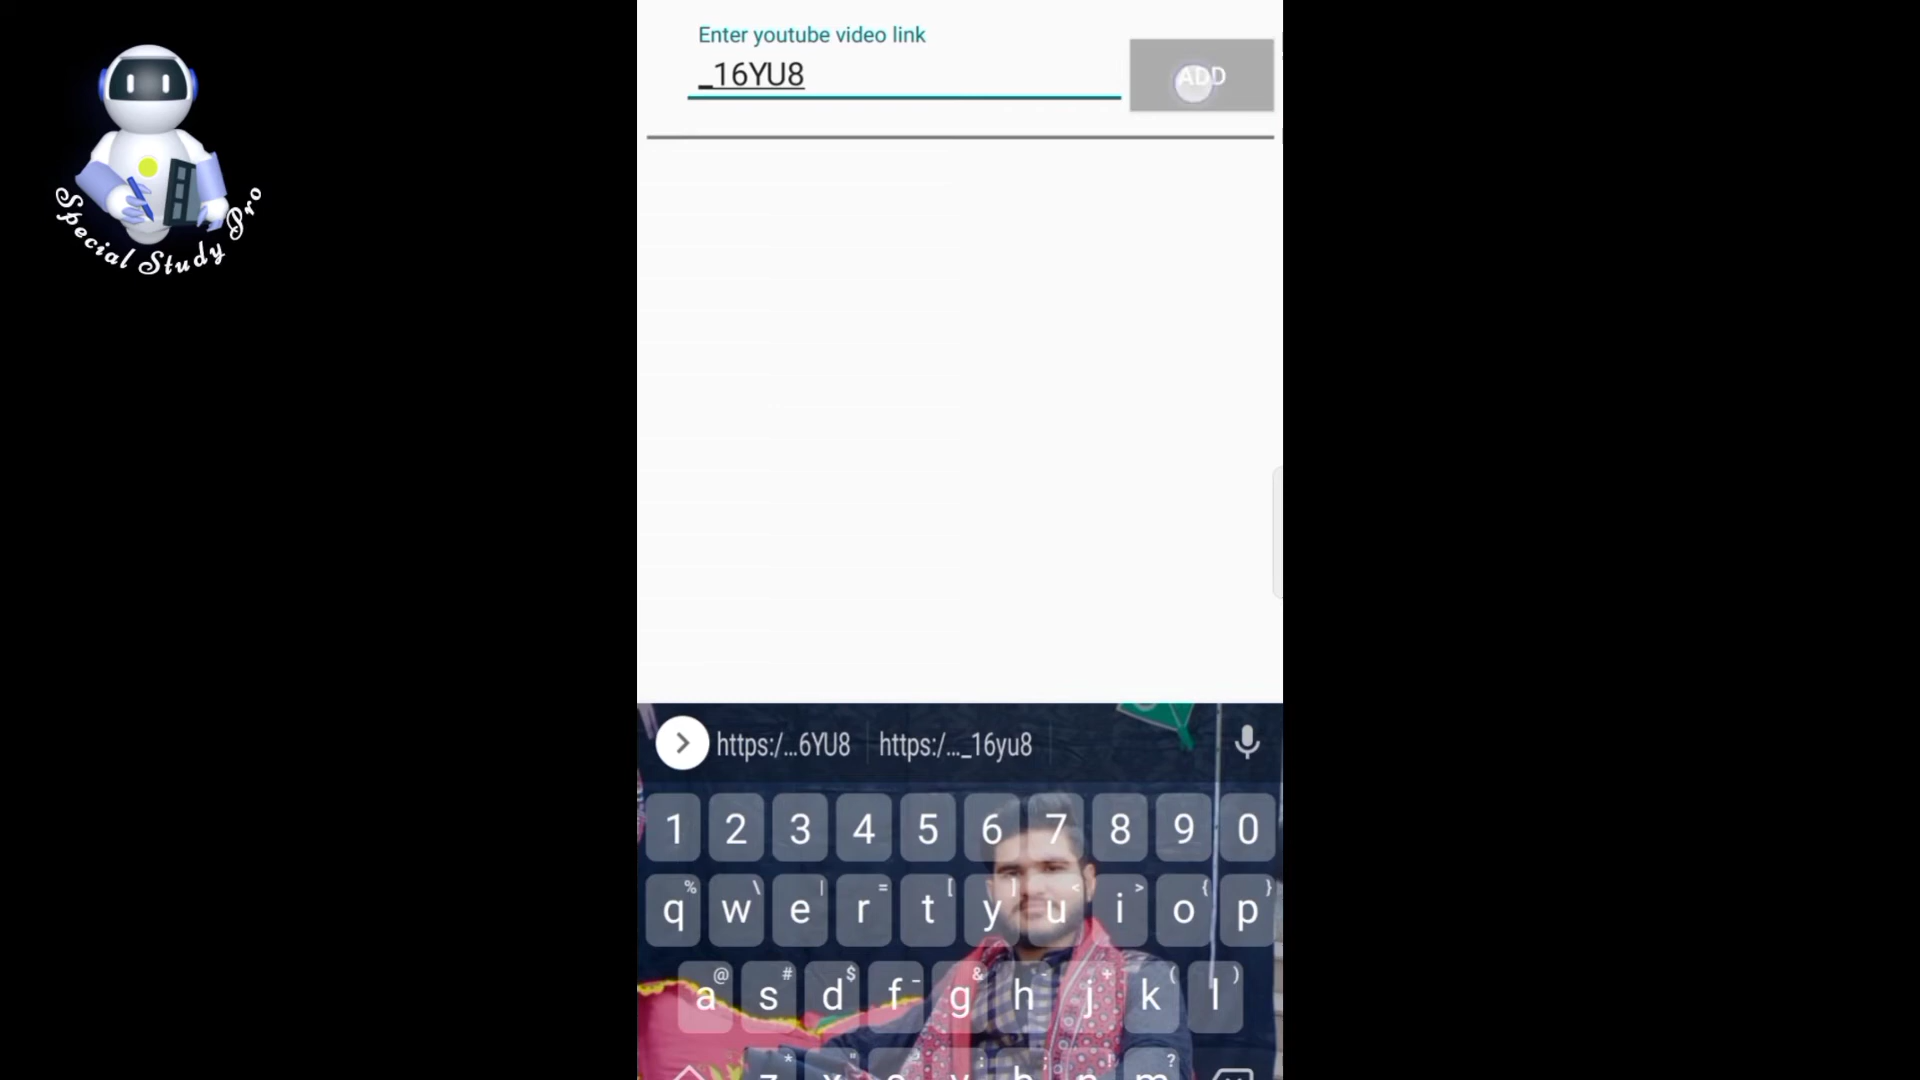 Special Study Pro
Enter youtube video link
_16YU8
ADD
https:/..._6YU8 https:/..._16yu8
1 2 3 4 5 6 7 8 9 0
% \ | = [ ] < > { }
q w e r t y u i o p
@ # $ _ & - + ( )
a s d f g h j k l
* " : ; ! ?
z x c v b n m